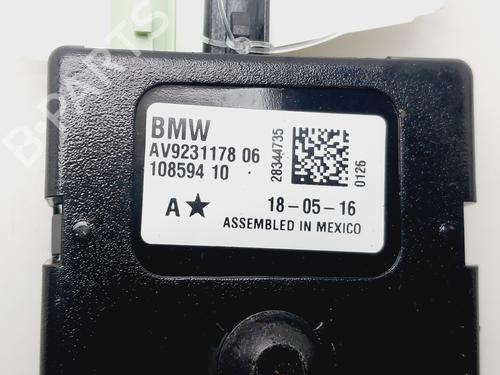 B-PARTS
BMW
AV9231178 06
108594 10
A★
28344735
0126
18-05-16
ASSEMBLED IN MEXICO